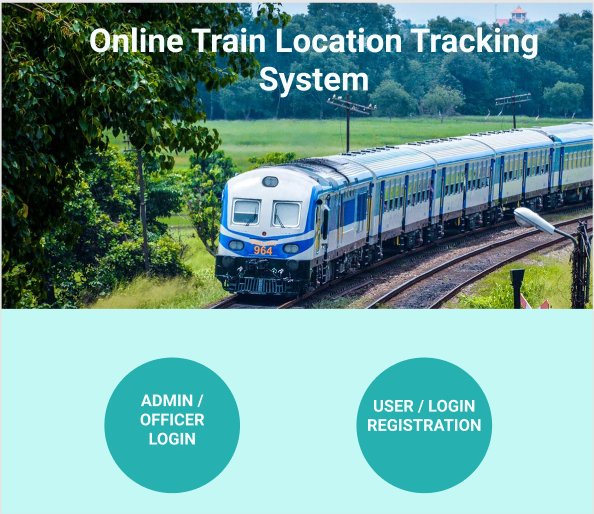 Online Train Location Tracking
System
964
ADMIN /
OFFICER
LOGIN
USER / LOGIN
REGISTRATION